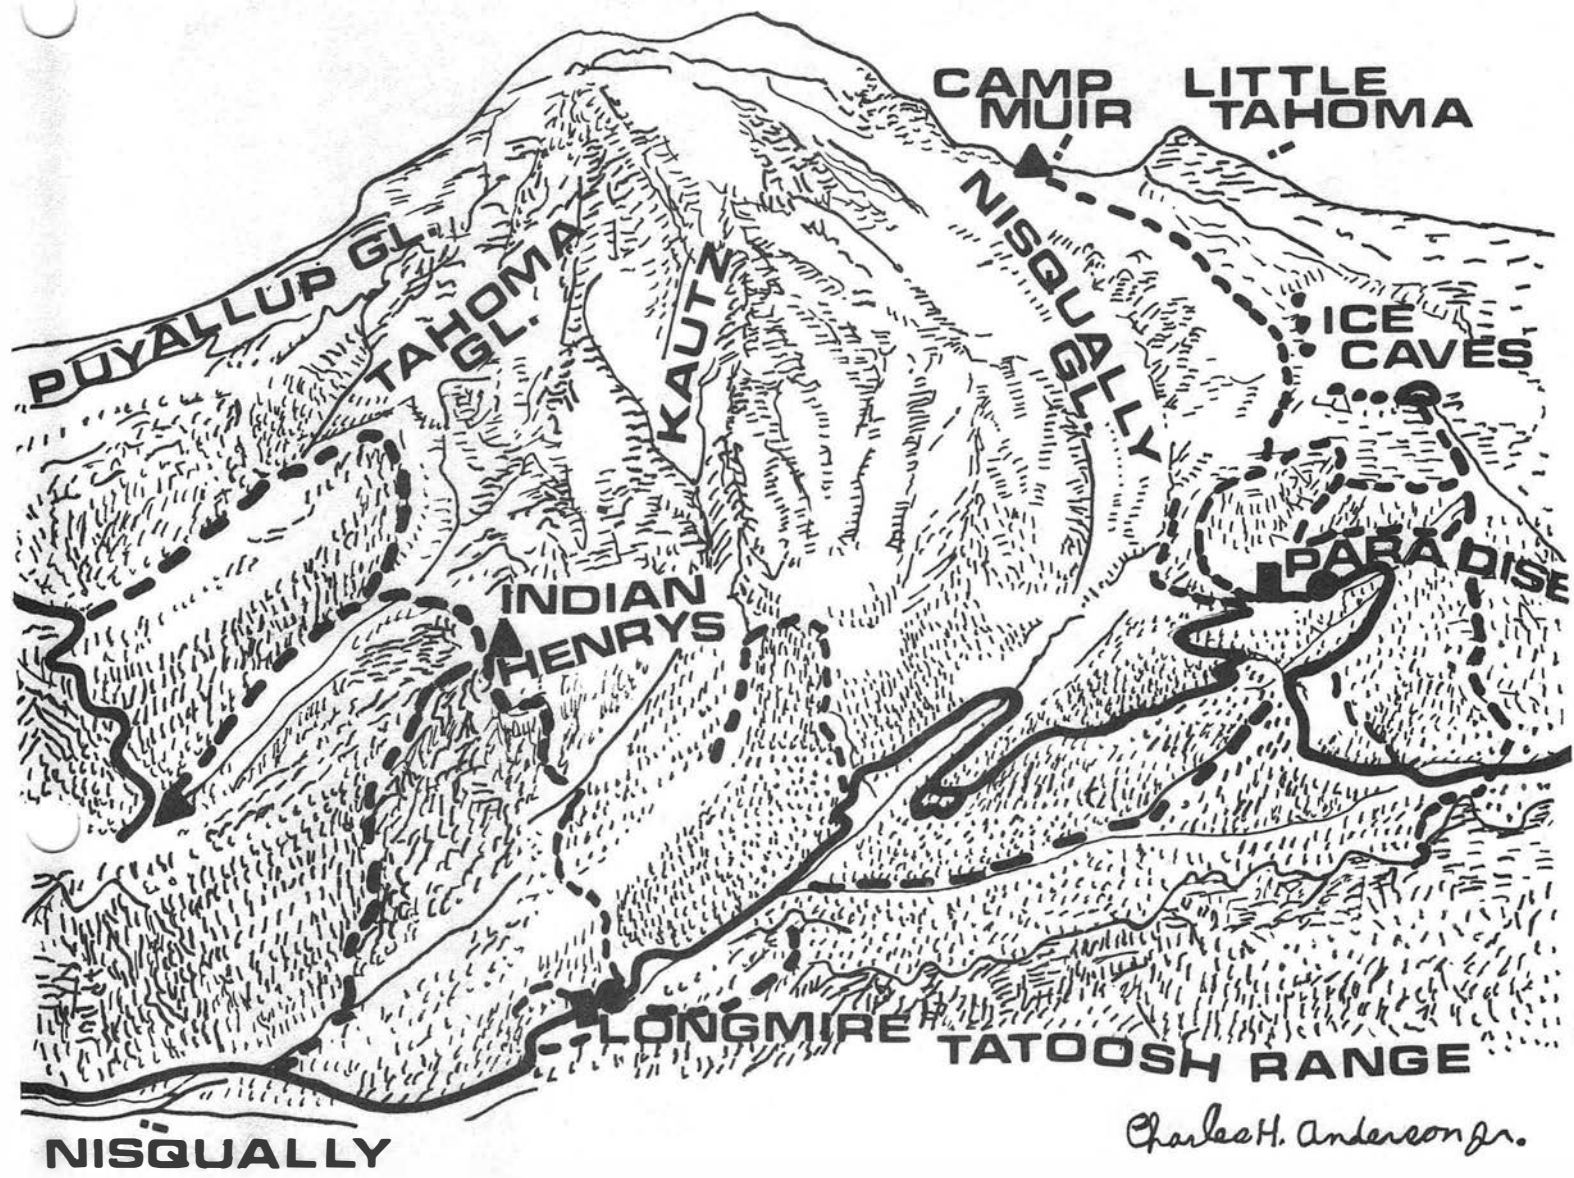 CAMP
MUIR
LITTLE
TAHOMA
PUYALLUP GL.
TAHOMA
GL.
KAUTZ
NISQUALLY
GL.
ICE
CAVES
PARADISE
INDIAN
HENRYS
LONGMIRE
TATOOSH RANGE
NISQUALLY
Charles H. Anderson Jr.